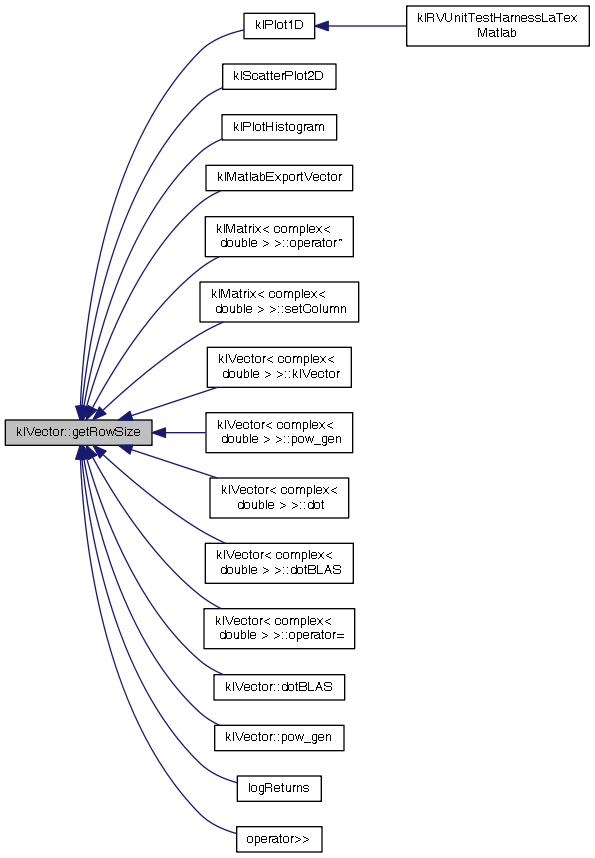 klPlot1D
klRVUnitTestHarnessLaTex
Matlab
klScatterPlot2D
klPlotHistogram
klMatlabExportVector
klMatrix< complex<
double > >::operator^
klMatrix< complex<
double > >::setColumn
klVector< complex<
double > >::klVector
klVector::getRowSize
klVector< complex<
double > >::pow_gen
klVector< complex<
double > >::dot
klVector< complex<
double > >::dotBLAS
klVector< complex<
double > >::operator=
klVector::dotBLAS
klVector::pow_gen
logReturns
operator>>